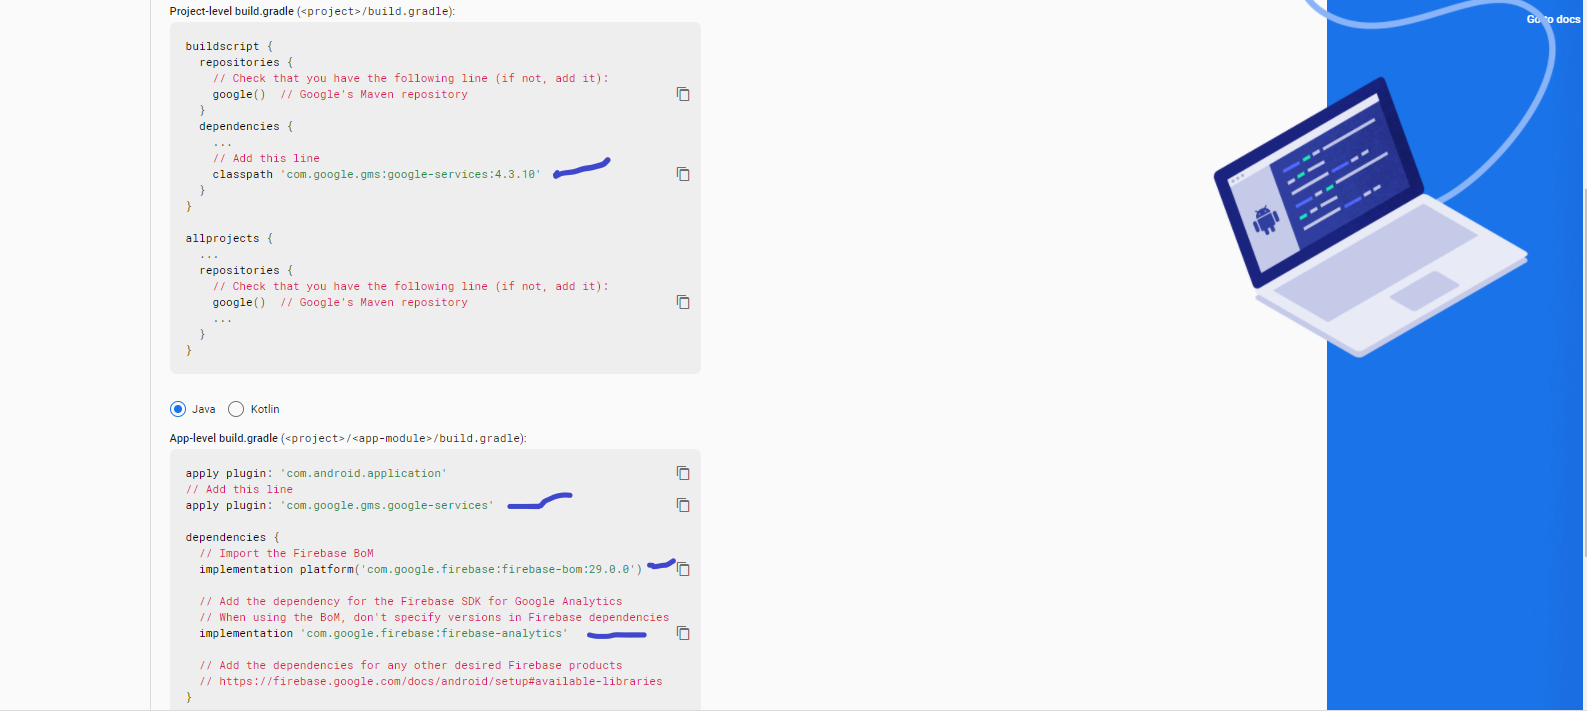 Project-level build.gradle (<project>/build.gradle):
Go to docs
buildscript {
  repositories {
    // Check that you have the following line (if not, add it):
    google()  // Google's Maven repository
  }
  dependencies {
    ...
    // Add this line
    classpath 'com.google.gms:google-services:4.3.10'
  }
}
allprojects {
  ...
  repositories {
    // Check that you have the following line (if not, add it):
    google()  // Google's Maven repository
    ...
  }
}
Java Kotlin
App-level build.gradle (<project>/<app-module>/build.gradle):
apply plugin: 'com.android.application'
// Add this line
apply plugin: 'com.google.gms.google-services'
dependencies {
  // Import the Firebase BoM
  implementation platform('com.google.firebase:firebase-bom:29.0.0')
  // Add the dependency for the Firebase SDK for Google Analytics
  // When using the BoM, don't specify versions in Firebase dependencies
  implementation 'com.google.firebase:firebase-analytics'
  // Add the dependencies for any other desired Firebase products
  // https://firebase.google.com/docs/android/setup#available-libraries
}